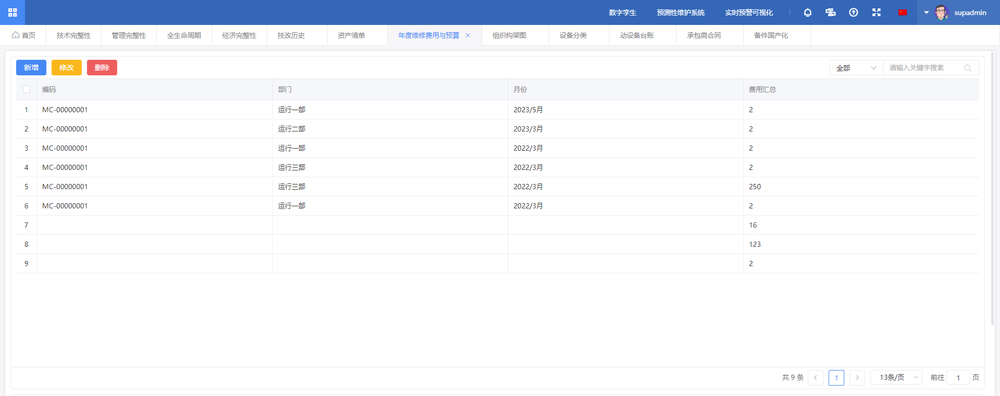 数字孪生 预测性维护系统 实时预警可视化 supadmin
首页 技术完整性 管理完整性 全生命周期 经济完整性 技改历史 资产清单 年度维修费用与预算 组织构架图 设备分类 动设备台账 承包商合同 备件国产化
新增 修改 删除 全部 请输入关键字搜索
编码 部门 月份 费用汇总
1 MC-00000001 运行一部 2023/5月 2
2 MC-00000001 运行二部 2023/3月 2
3 MC-00000001 运行一部 2022/3月 2
4 MC-00000001 运行三部 2022/3月 2
5 MC-00000001 运行三部 2022/3月 250
6 MC-00000001 运行一部 2022/3月 2
7 16
8 123
9 2
共 9 条 1 13条/页 前往 1 页